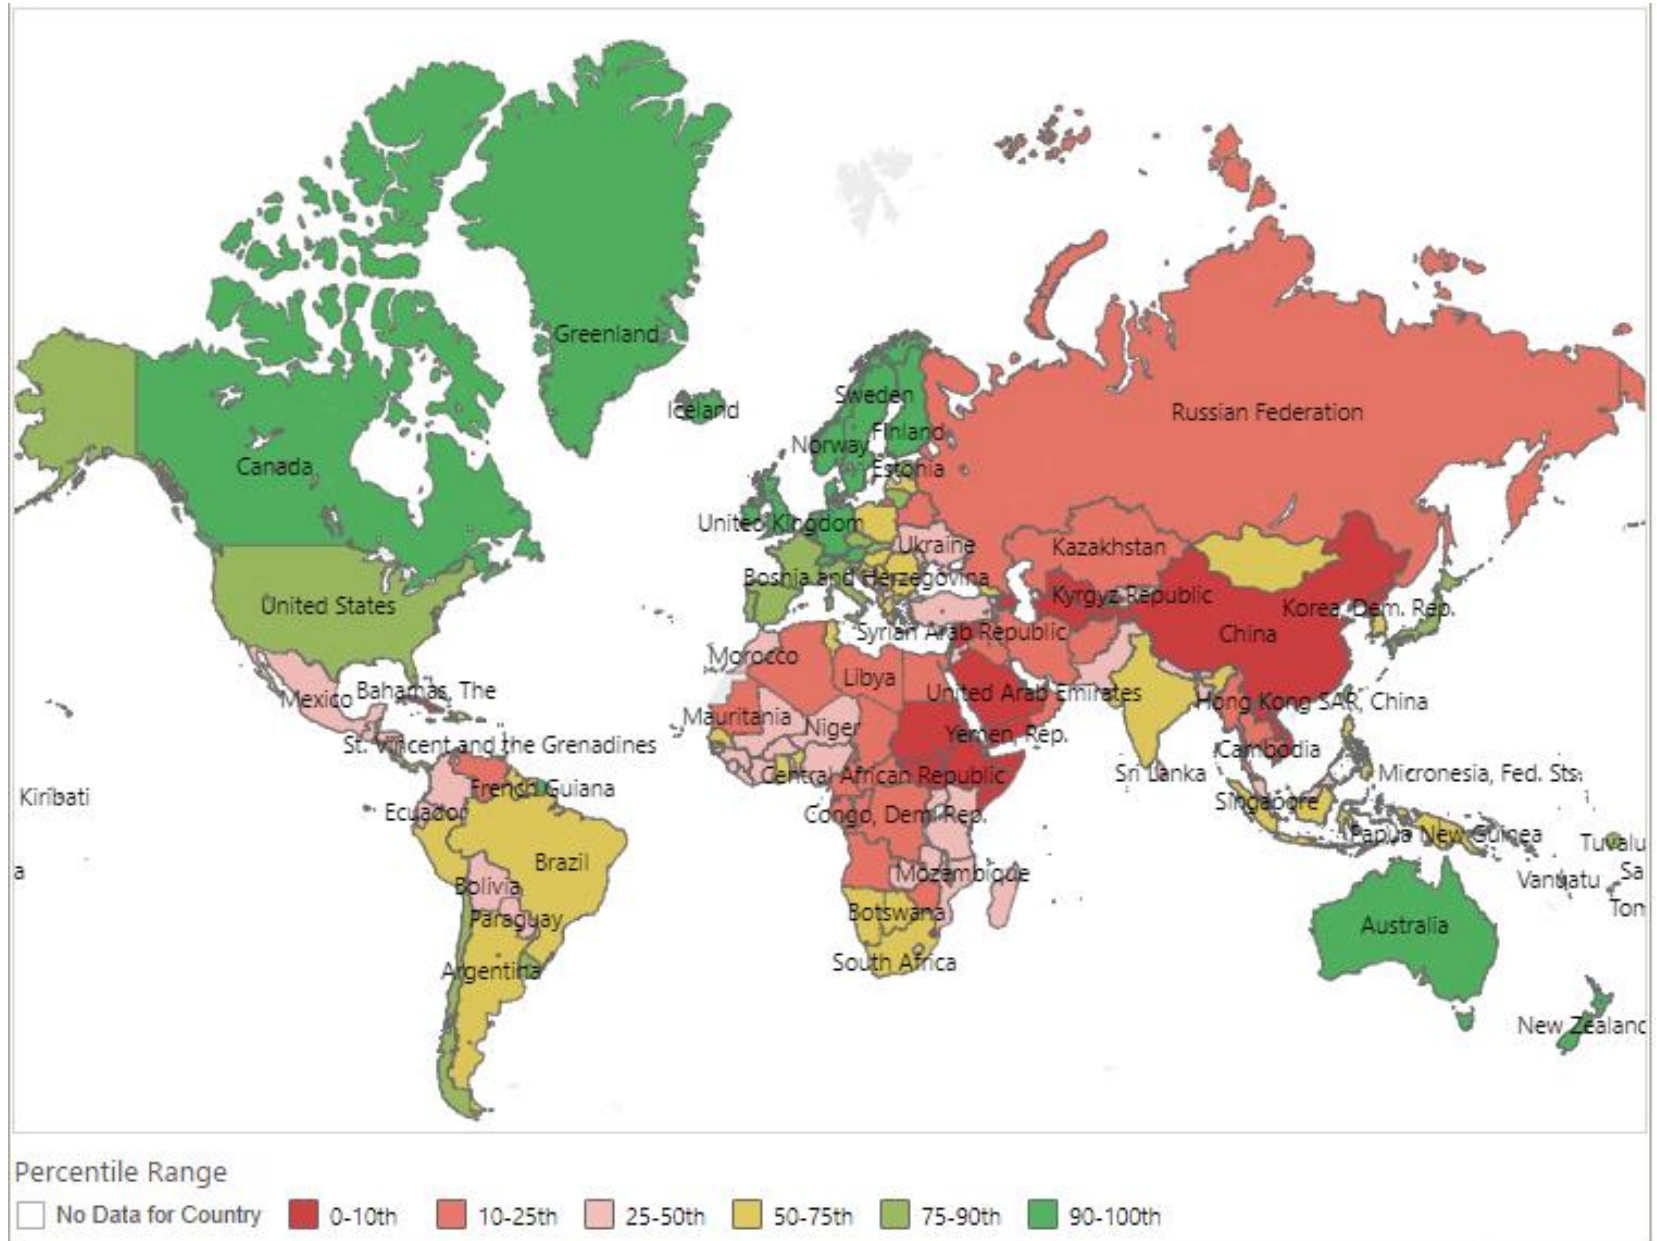 Greenland
Iceland
Sweden
Finland
Norway
Estonia
Russian Federation
Canada
United Kingdom
Ukraine
Kazakhstan
Bosnia and Herzegovina
United States
Kyrgyz Republic
Korea, Dem. Rep.
Syrian Arab Republic
China
Morocco
Libya
Mexico
Bahamas, The
United Arab Emirates
Hong Kong SAR, China
Mauritania
Niger
Yemen, Rep.
St. Vincent and the Grenadines
Cambodia
Central African Republic
Sri Lanka
Micronesia, Fed. Sts.
Kiribati
French Guiana
Ecuador
Congo, Dem. Rep.
Singapore
Papua New Guinea
Tuvalu
Brazil
a
Mozambique
Vanuatu
Sa
Bolivia
Ton
Paraguay
Botswana
Australia
Argentina
South Africa
New Zealand
Percentile Range
No Data for Country 0-10th 10-25th 25-50th 50-75th 75-90th 90-100th